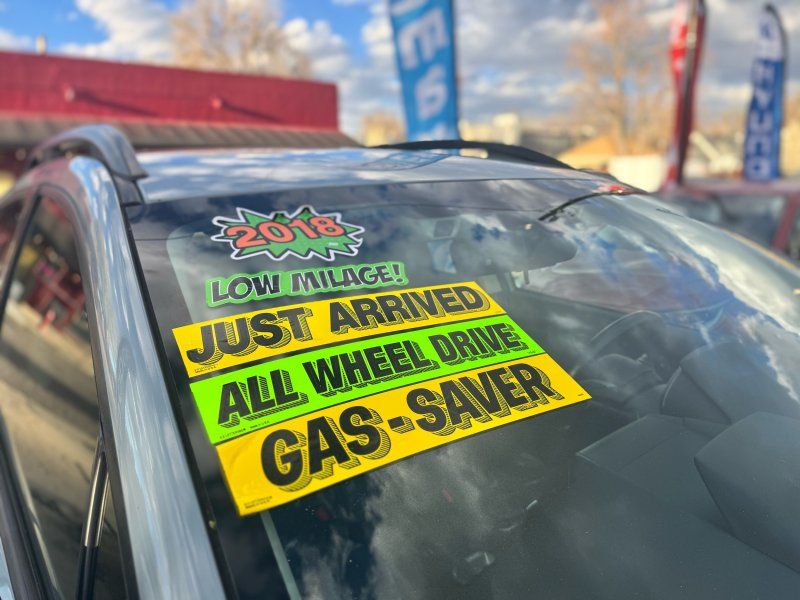 2018
LOW MILAGE!
JUST ARRIVED
ALL WHEEL DRIVE
GAS-SAVER